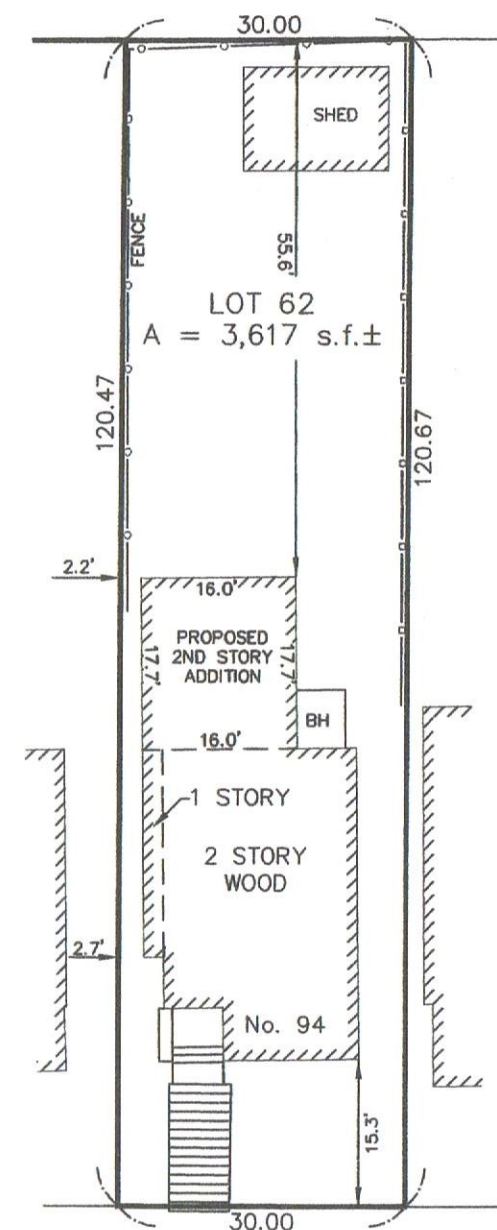 30.00
SHED
FENCE
55.6'
LOT 62
A = 3,617 s.f.±
120.47
120.67
2.2'
16.0'
17.7'
PROPOSED
2ND STORY
ADDITION
17.7'
BH
16.0'
1 STORY
2 STORY
WOOD
2.7'
No. 94
15.3'
30.00